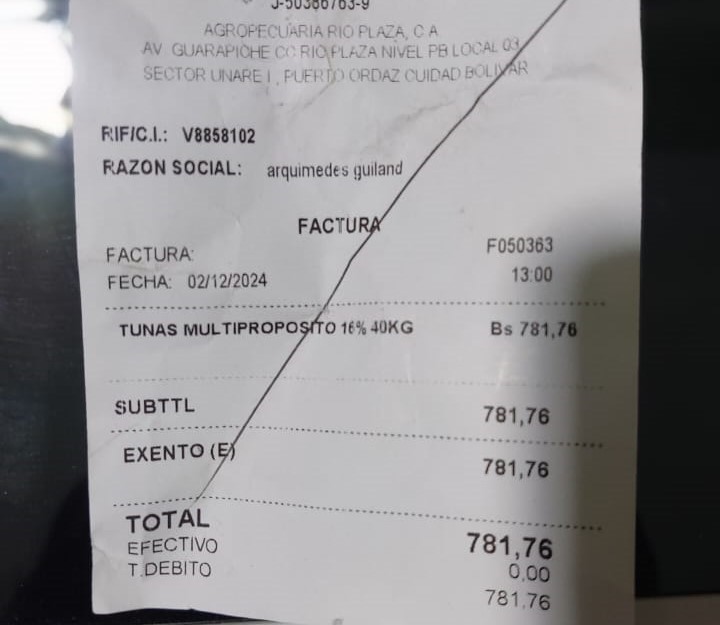 J-50386763-9
AGROPECUARIA RIO PLAZA, C.A.
AV. GUARAPICHE CC RIO PLAZA NIVEL PB LOCAL 03
SECTOR UNARE I , PUERTO ORDAZ CUIDAD BOLIVAR
RIF/C.I.: V8858102
RAZON SOCIAL: arquimedes guiland
FACTURA
FACTURA: F050363
FECHA: 02/12/2024 13:00
TUNAS MULTIPROPOSITO 16% 40KG Bs 781,76
SUBTTL 781,76
EXENTO (E) 781,76
TOTAL 781,76
EFECTIVO 0,00
T.DEBITO 781,76